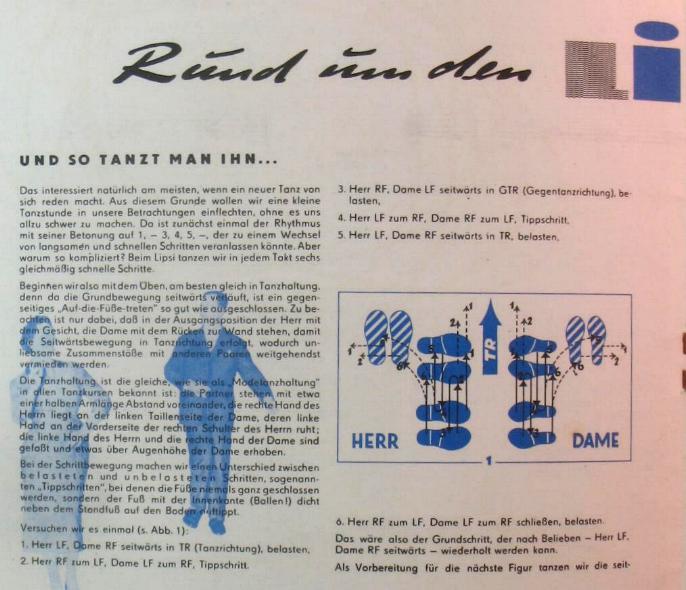 Rund um den Li
UND SO TANZT MAN IHN...
Das interessiert natürlich am meisten, wenn ein neuer Tanz von
sich reden macht. Aus diesem Grunde wollen wir eine kleine
Tanzstunde in unsere Betrachtungen einflechten, ohne es uns
allzu schwer zu machen. Da ist zunächst einmal der Rhythmus
mit seiner Betonung auf 1, – 3, 4, 5, –, der zu einem Wechsel
von langsamen und schnellen Schritten veranlassen könnte. Aber
warum so kompliziert? Beim Lipsi tanzen wir in jedem Takt sechs
gleichmäßig schnelle Schritte.
Beginnen wir also mit dem Üben, am besten gleich in Tanzhaltung,
denn da die Grundbewegung seitwärts verläuft, ist ein gegen-
seitiges „Auf-die-Füße-treten" so gut wie ausgeschlossen. Zu be-
achten ist nur dabei, daß in der Ausgangsposition der Herr mit
dem Gesicht, die Dame mit dem Rücken zur Wand stehen, damit
die Seitwärtsbewegung in Tanzrichtung erfolgt, wodurch un-
liebsame Zusammenstöße mit anderen Paaren weitgehendst
vermieden werden.
Die Tanzhaltung ist die gleiche, wie sie als „Modetanzhaltung"
in allen Tanzkursen bekannt ist: die Partner stehen mit etwa
einer halben Armlänge Abstand voreinander, die rechte Hand des
Herrn liegt an der linken Taillenseite der Dame, deren linke
Hand an der Vorderseite der rechten Schulter des Herrn ruht;
die linke Hand des Herrn und die rechte Hand der Dame sind
gefaßt und etwas über Augenhöhe der Dame erhoben.
Bei der Schrittbewegung machen wir einen Unterschied zwischen
belasteten und unbelasteten Schritten, sogenann-
ten „Tippschritten", bei denen die Füße niemals ganz geschlossen
werden, sondern der Fuß mit der Innenkante (Ballen!) dicht
neben dem Standfuß auf den Boden auftippt.
Versuchen wir es einmal (s. Abb. 1):
1. Herr LF, Dame RF seitwärts in TR (Tanzrichtung), belasten,
2. Herr RF zum LF, Dame LF zum RF, Tippschritt.
3. Herr RF, Dame LF seitwärts in GTR (Gegentanzrichtung), be-
lasten,
4. Herr LF zum RF, Dame RF zum LF, Tippschritt,
5. Herr LF, Dame RF seitwärts in TR, belasten,
TR
HERR
DAME
1
6. Herr RF zum LF, Dame LF zum RF schließen, belasten.
Das wäre also der Grundschritt, der nach Belieben – Herr LF,
Dame RF seitwärts – wiederholt werden kann.
Als Vorbereitung für die nächste Figur tanzen wir die seit-